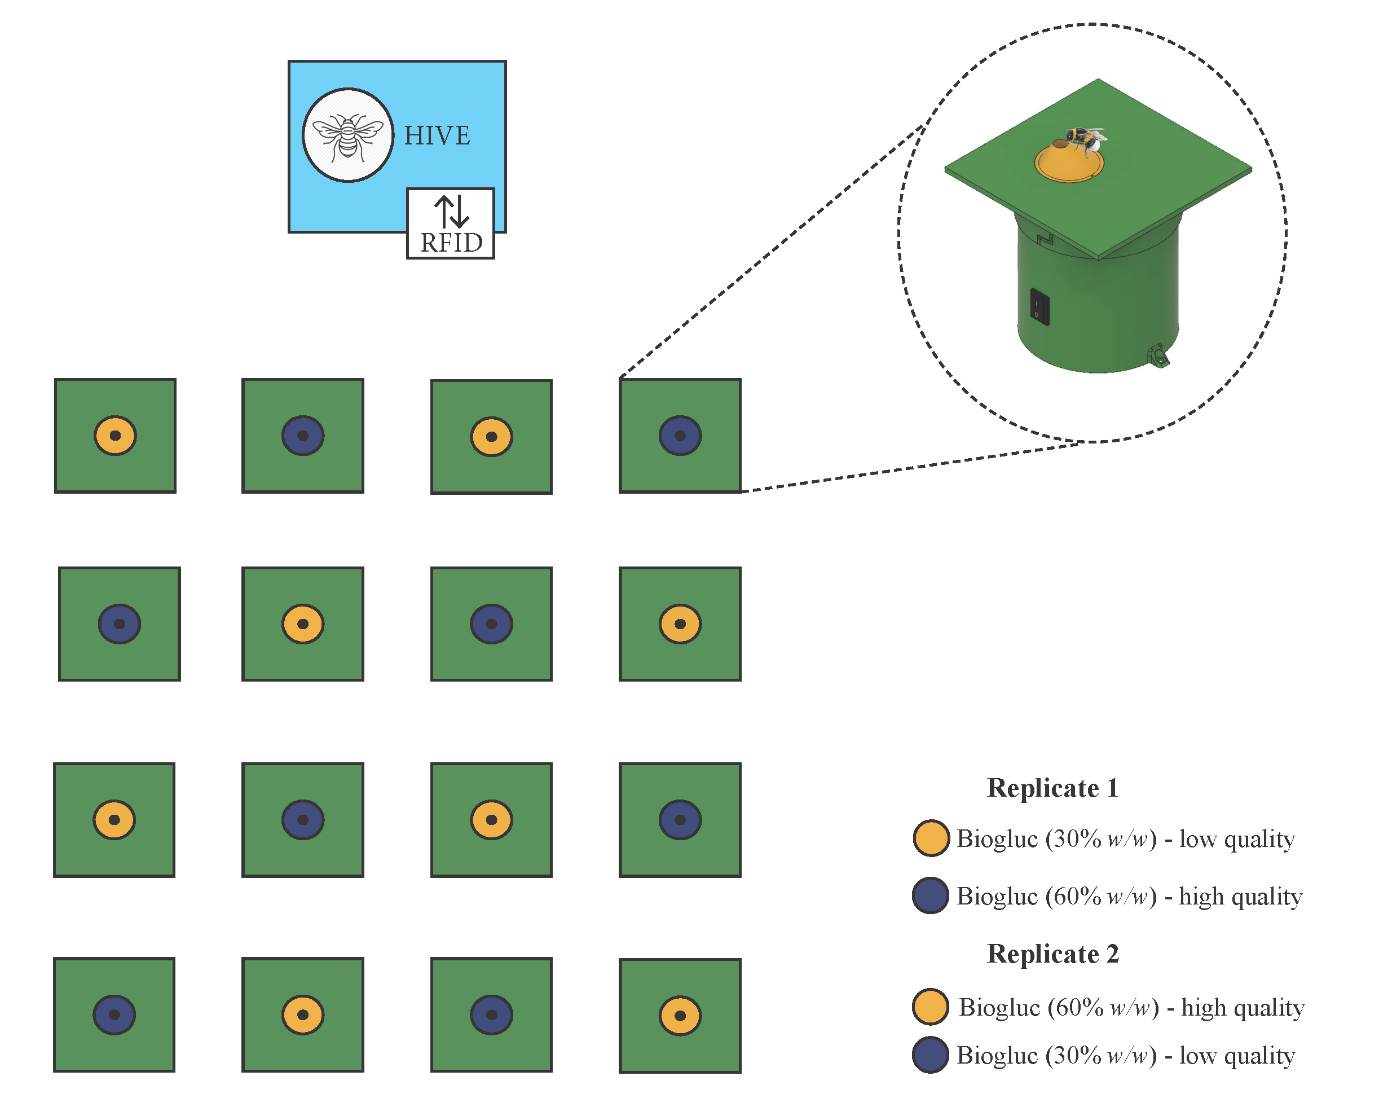 HIVE
RFID
Replicate 1
Biogluc (30% w/w) - low quality
Biogluc (60% w/w) - high quality
Replicate 2
Biogluc (60% w/w) - high quality
Biogluc (30% w/w) - low quality